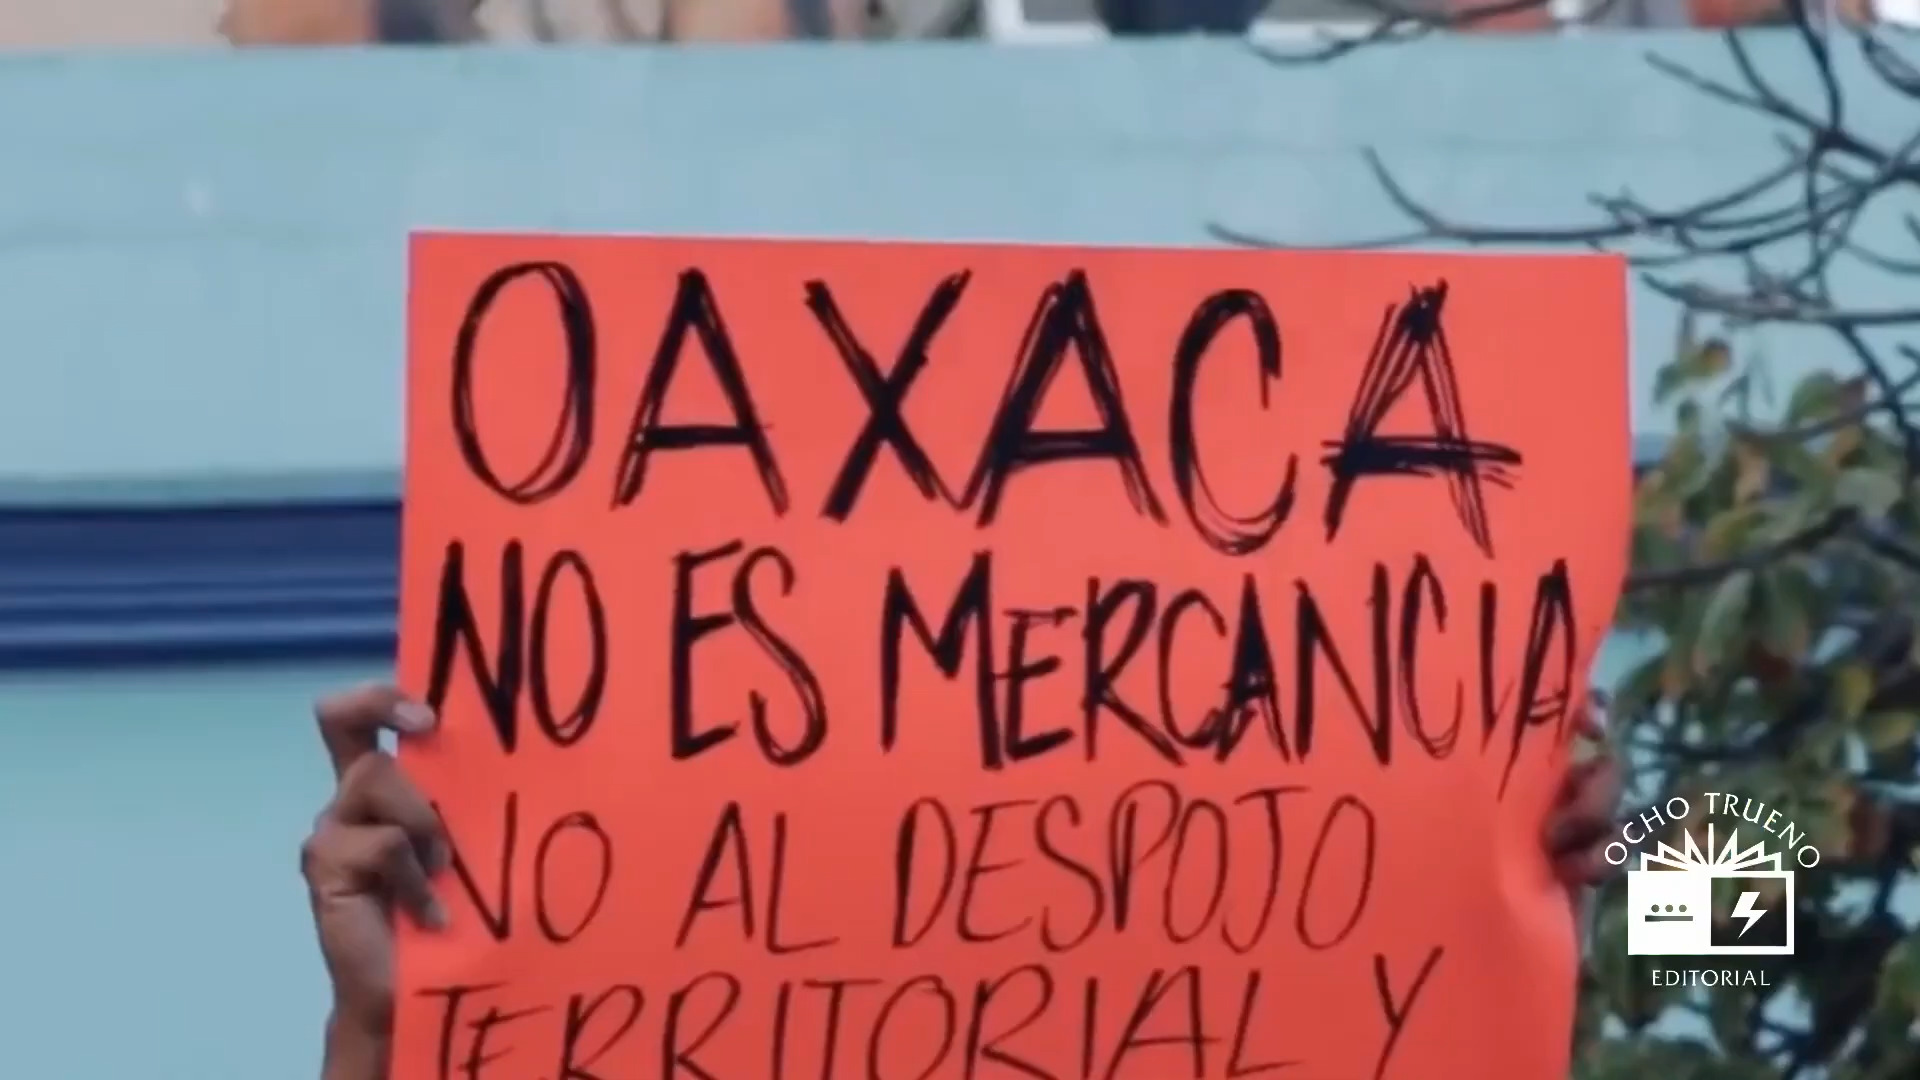 OAXACA
NO ES MERCANCIA
NO AL DESPOJO
TERRITORIAL Y
OCHO TRUENO
EDITORIAL